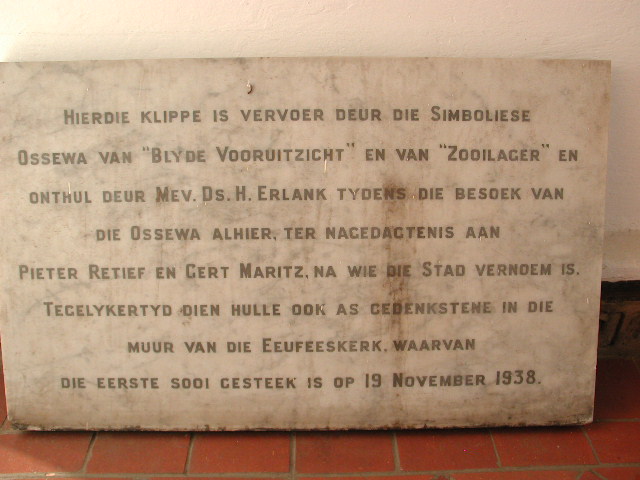 Hierdie klippe is vervoer deur die Simboliese
Ossewa van "Blyde Vooruitzicht" en van "Zooilager" en
onthul deur Mev. Ds. H. Erlank tydens die besoek van
die Ossewa alhier, ter nagedactenis aan
Pieter Retief en Gert Maritz, na wie die Stad vernoem is.
Tegelykertyd dien hulle ook as gedenkstene in die
muur van die Eeufeeskerk, waarvan
die eerste sooi gesteek is op 19 November 1938.